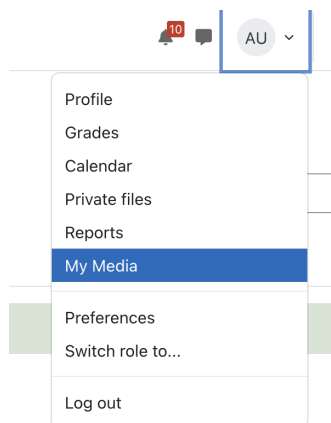 10
AU
Profile
Grades
Calendar
Private files
Reports
My Media
Preferences
Switch role to...
Log out